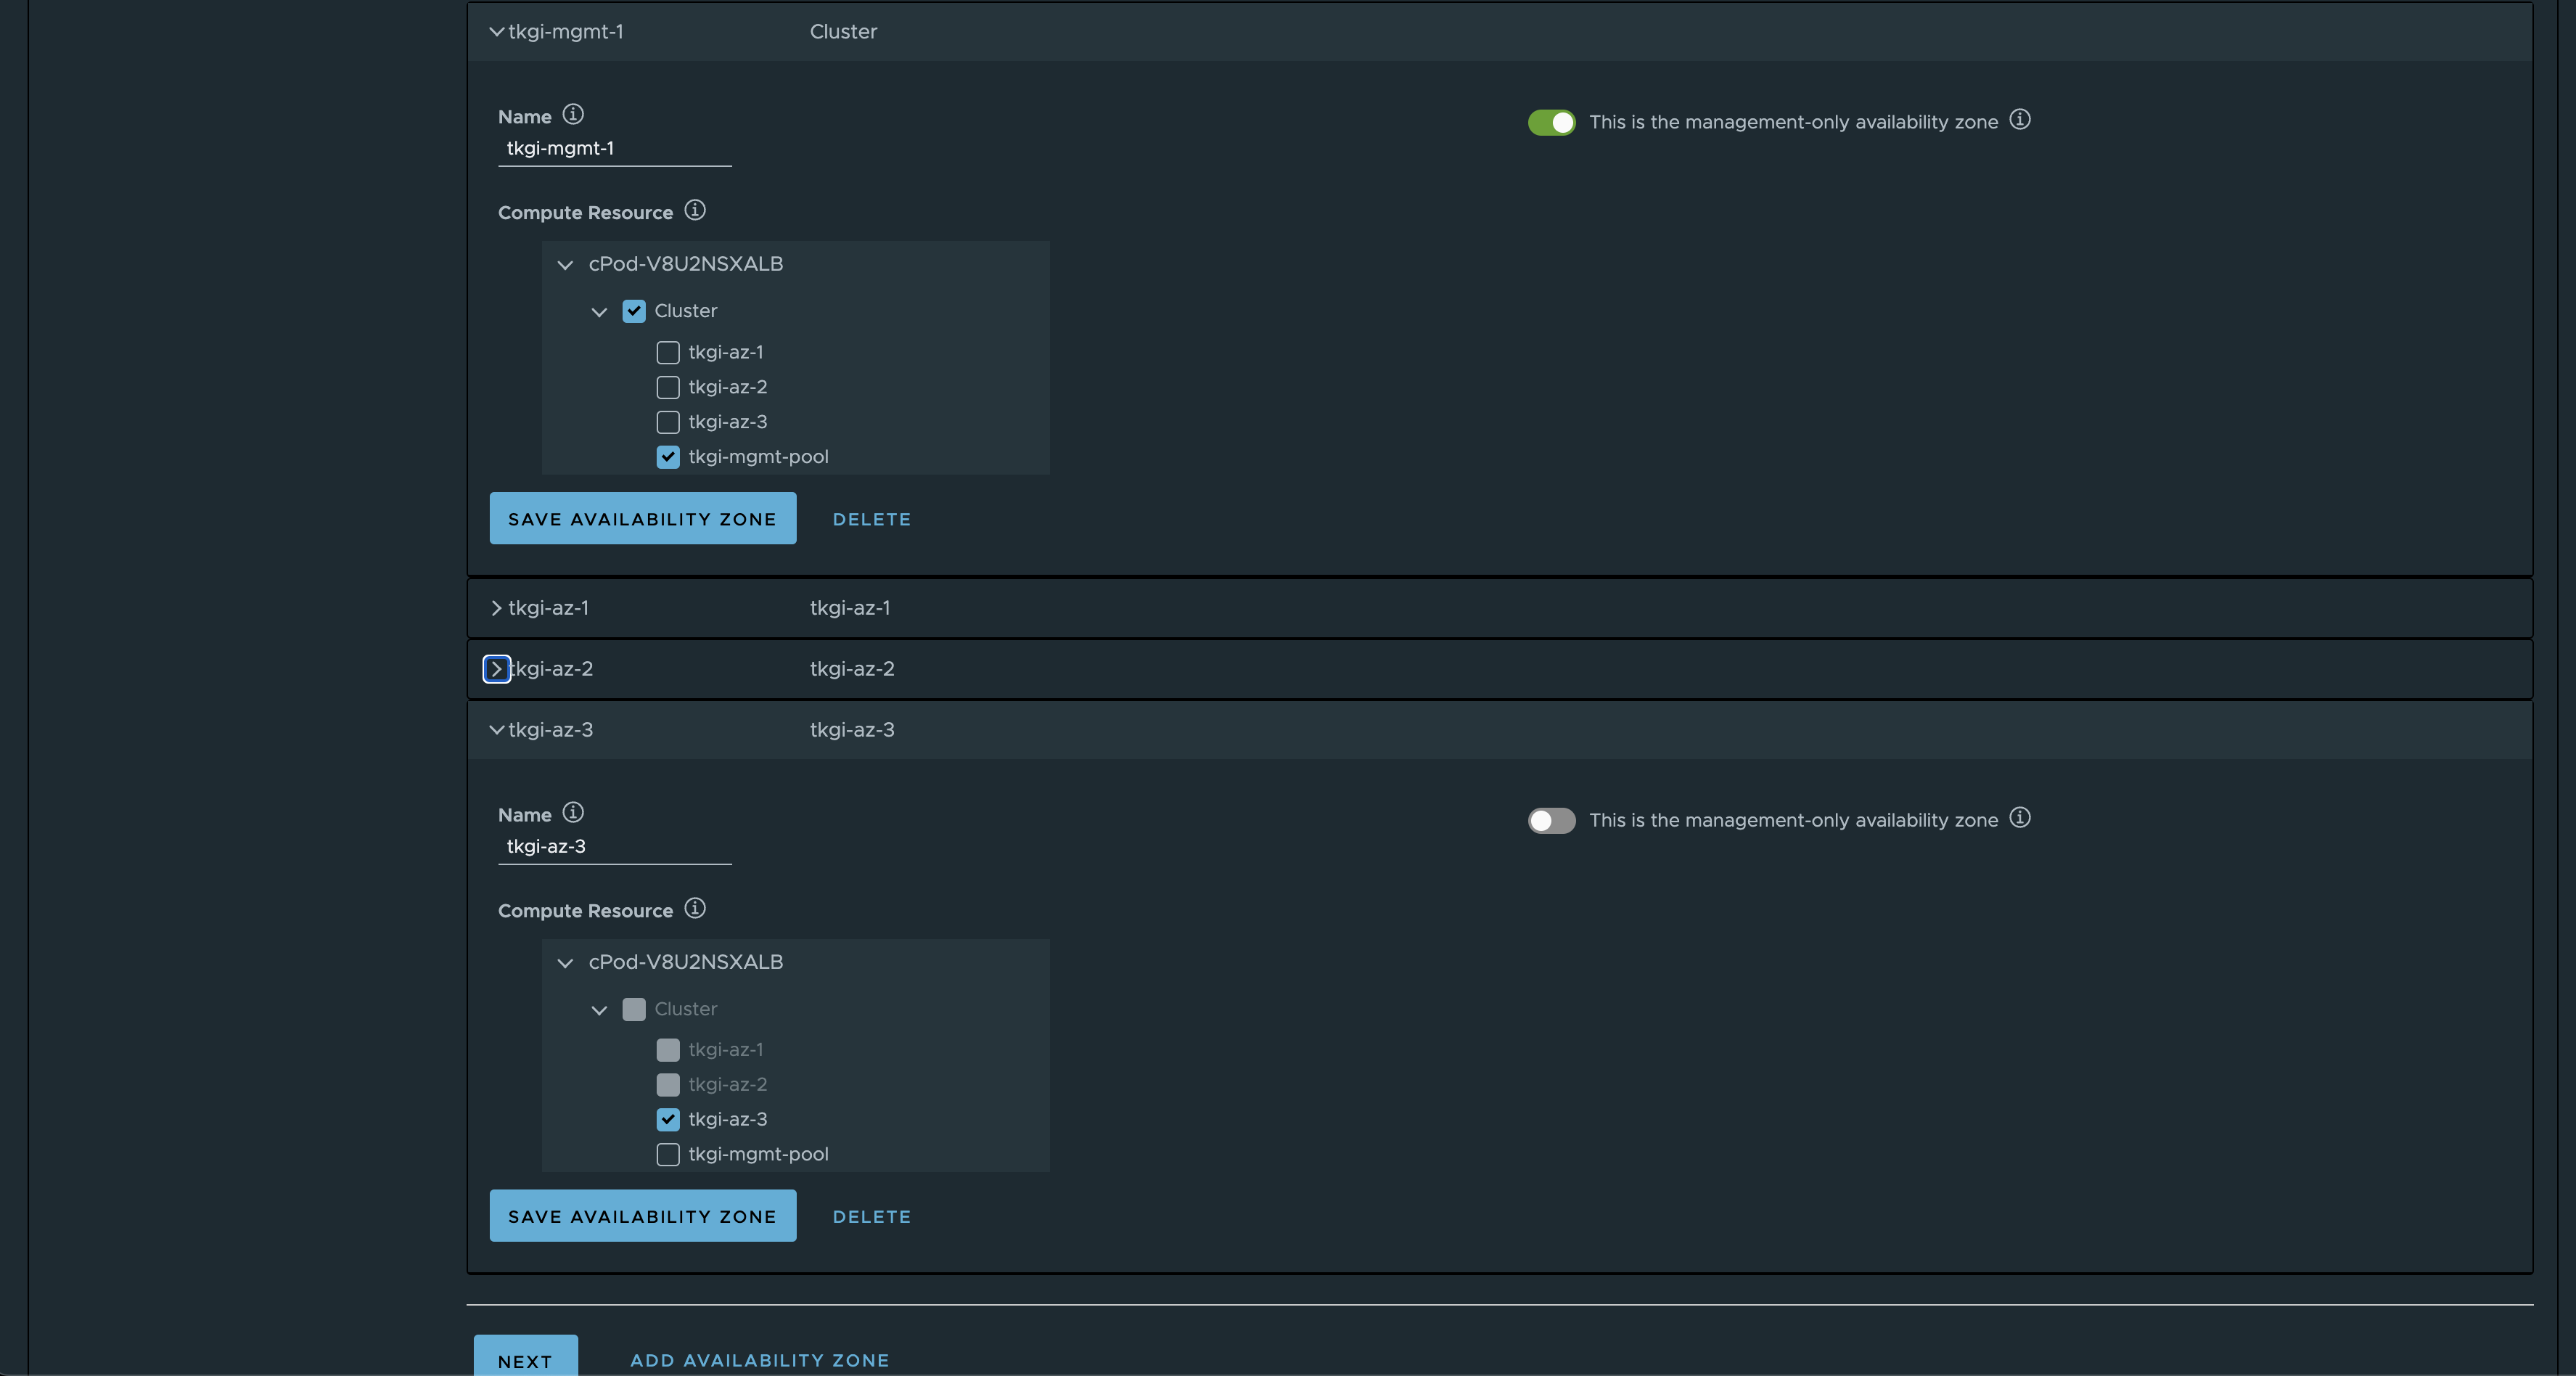 tkgi-mgmt-1 Cluster
Name
This is the management-only availability zone
tkgi-mgmt-1
Compute Resource
cPod-V8U2NSXALB
Cluster
tkgi-az-1
tkgi-az-2
tkgi-az-3
tkgi-mgmt-pool
SAVE AVAILABILITY ZONE DELETE
tkgi-az-1 tkgi-az-1
tkgi-az-2 tkgi-az-2
tkgi-az-3 tkgi-az-3
Name
This is the management-only availability zone
tkgi-az-3
Compute Resource
cPod-V8U2NSXALB
Cluster
tkgi-az-1
tkgi-az-2
tkgi-az-3
tkgi-mgmt-pool
SAVE AVAILABILITY ZONE DELETE
NEXT ADD AVAILABILITY ZONE